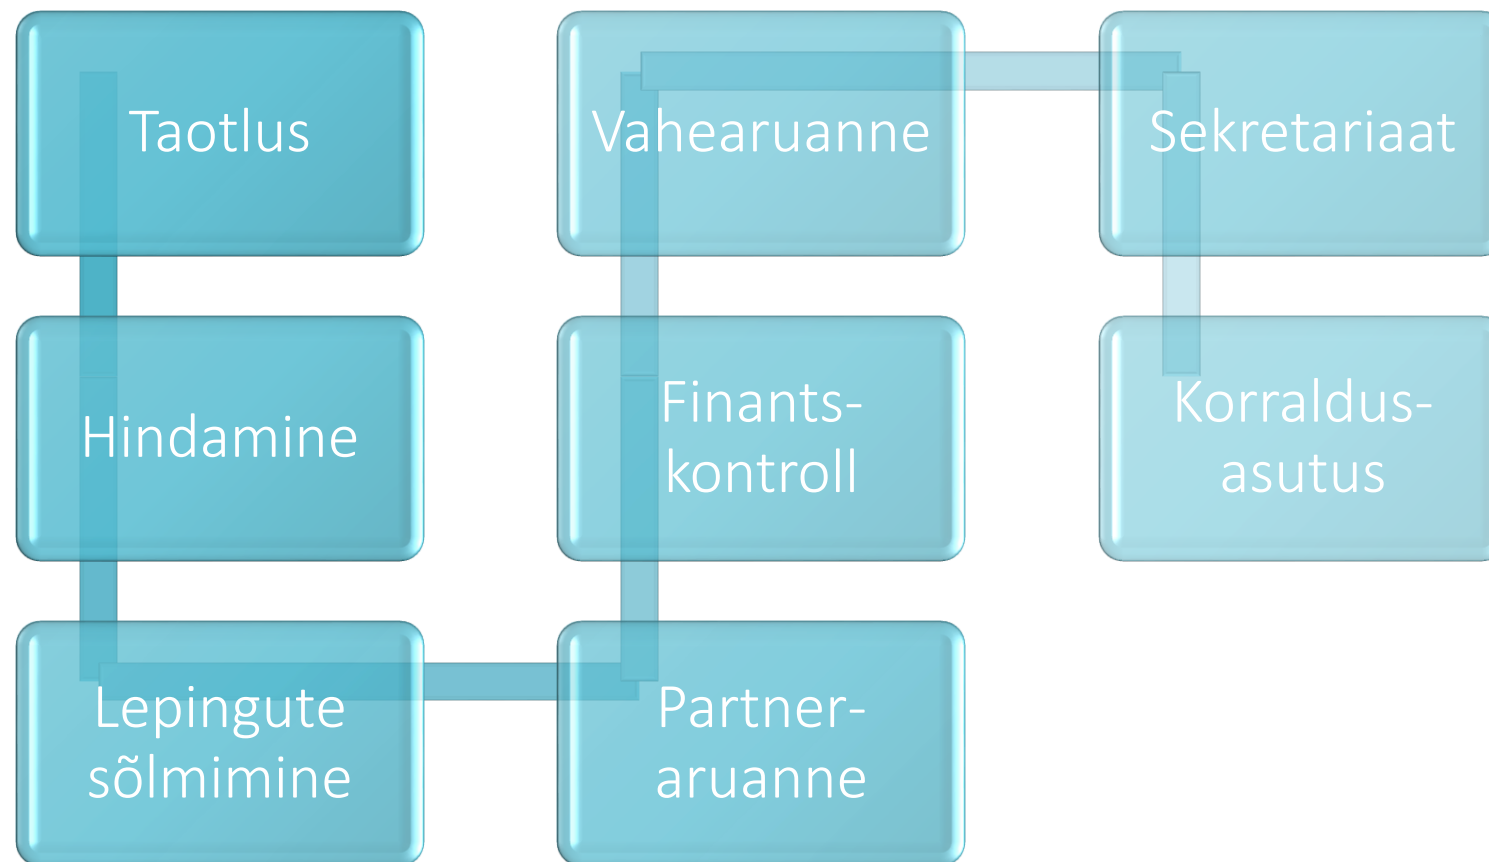 Taotlus
Hindamine
Lepingute
sõlmimine
Partner-
aruanne
Finants-
kontroll
Vahearuanne
Sekretariaat
Korraldus-
asutus